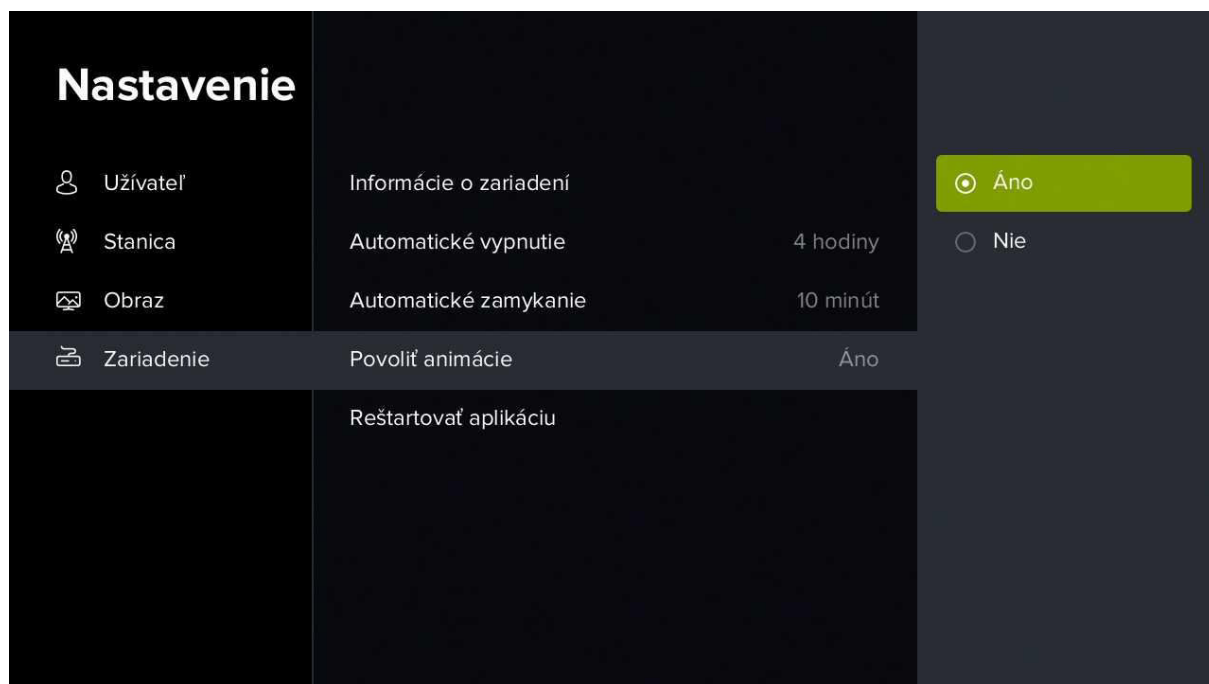 Nastavenie
Užívateľ
Informácie o zariadení
Áno
Stanica
Automatické vypnutie 4 hodiny
Nie
Obraz
Automatické zamykanie 10 minút
Zariadenie
Povoliť animácie Áno
Reštartovať aplikáciu